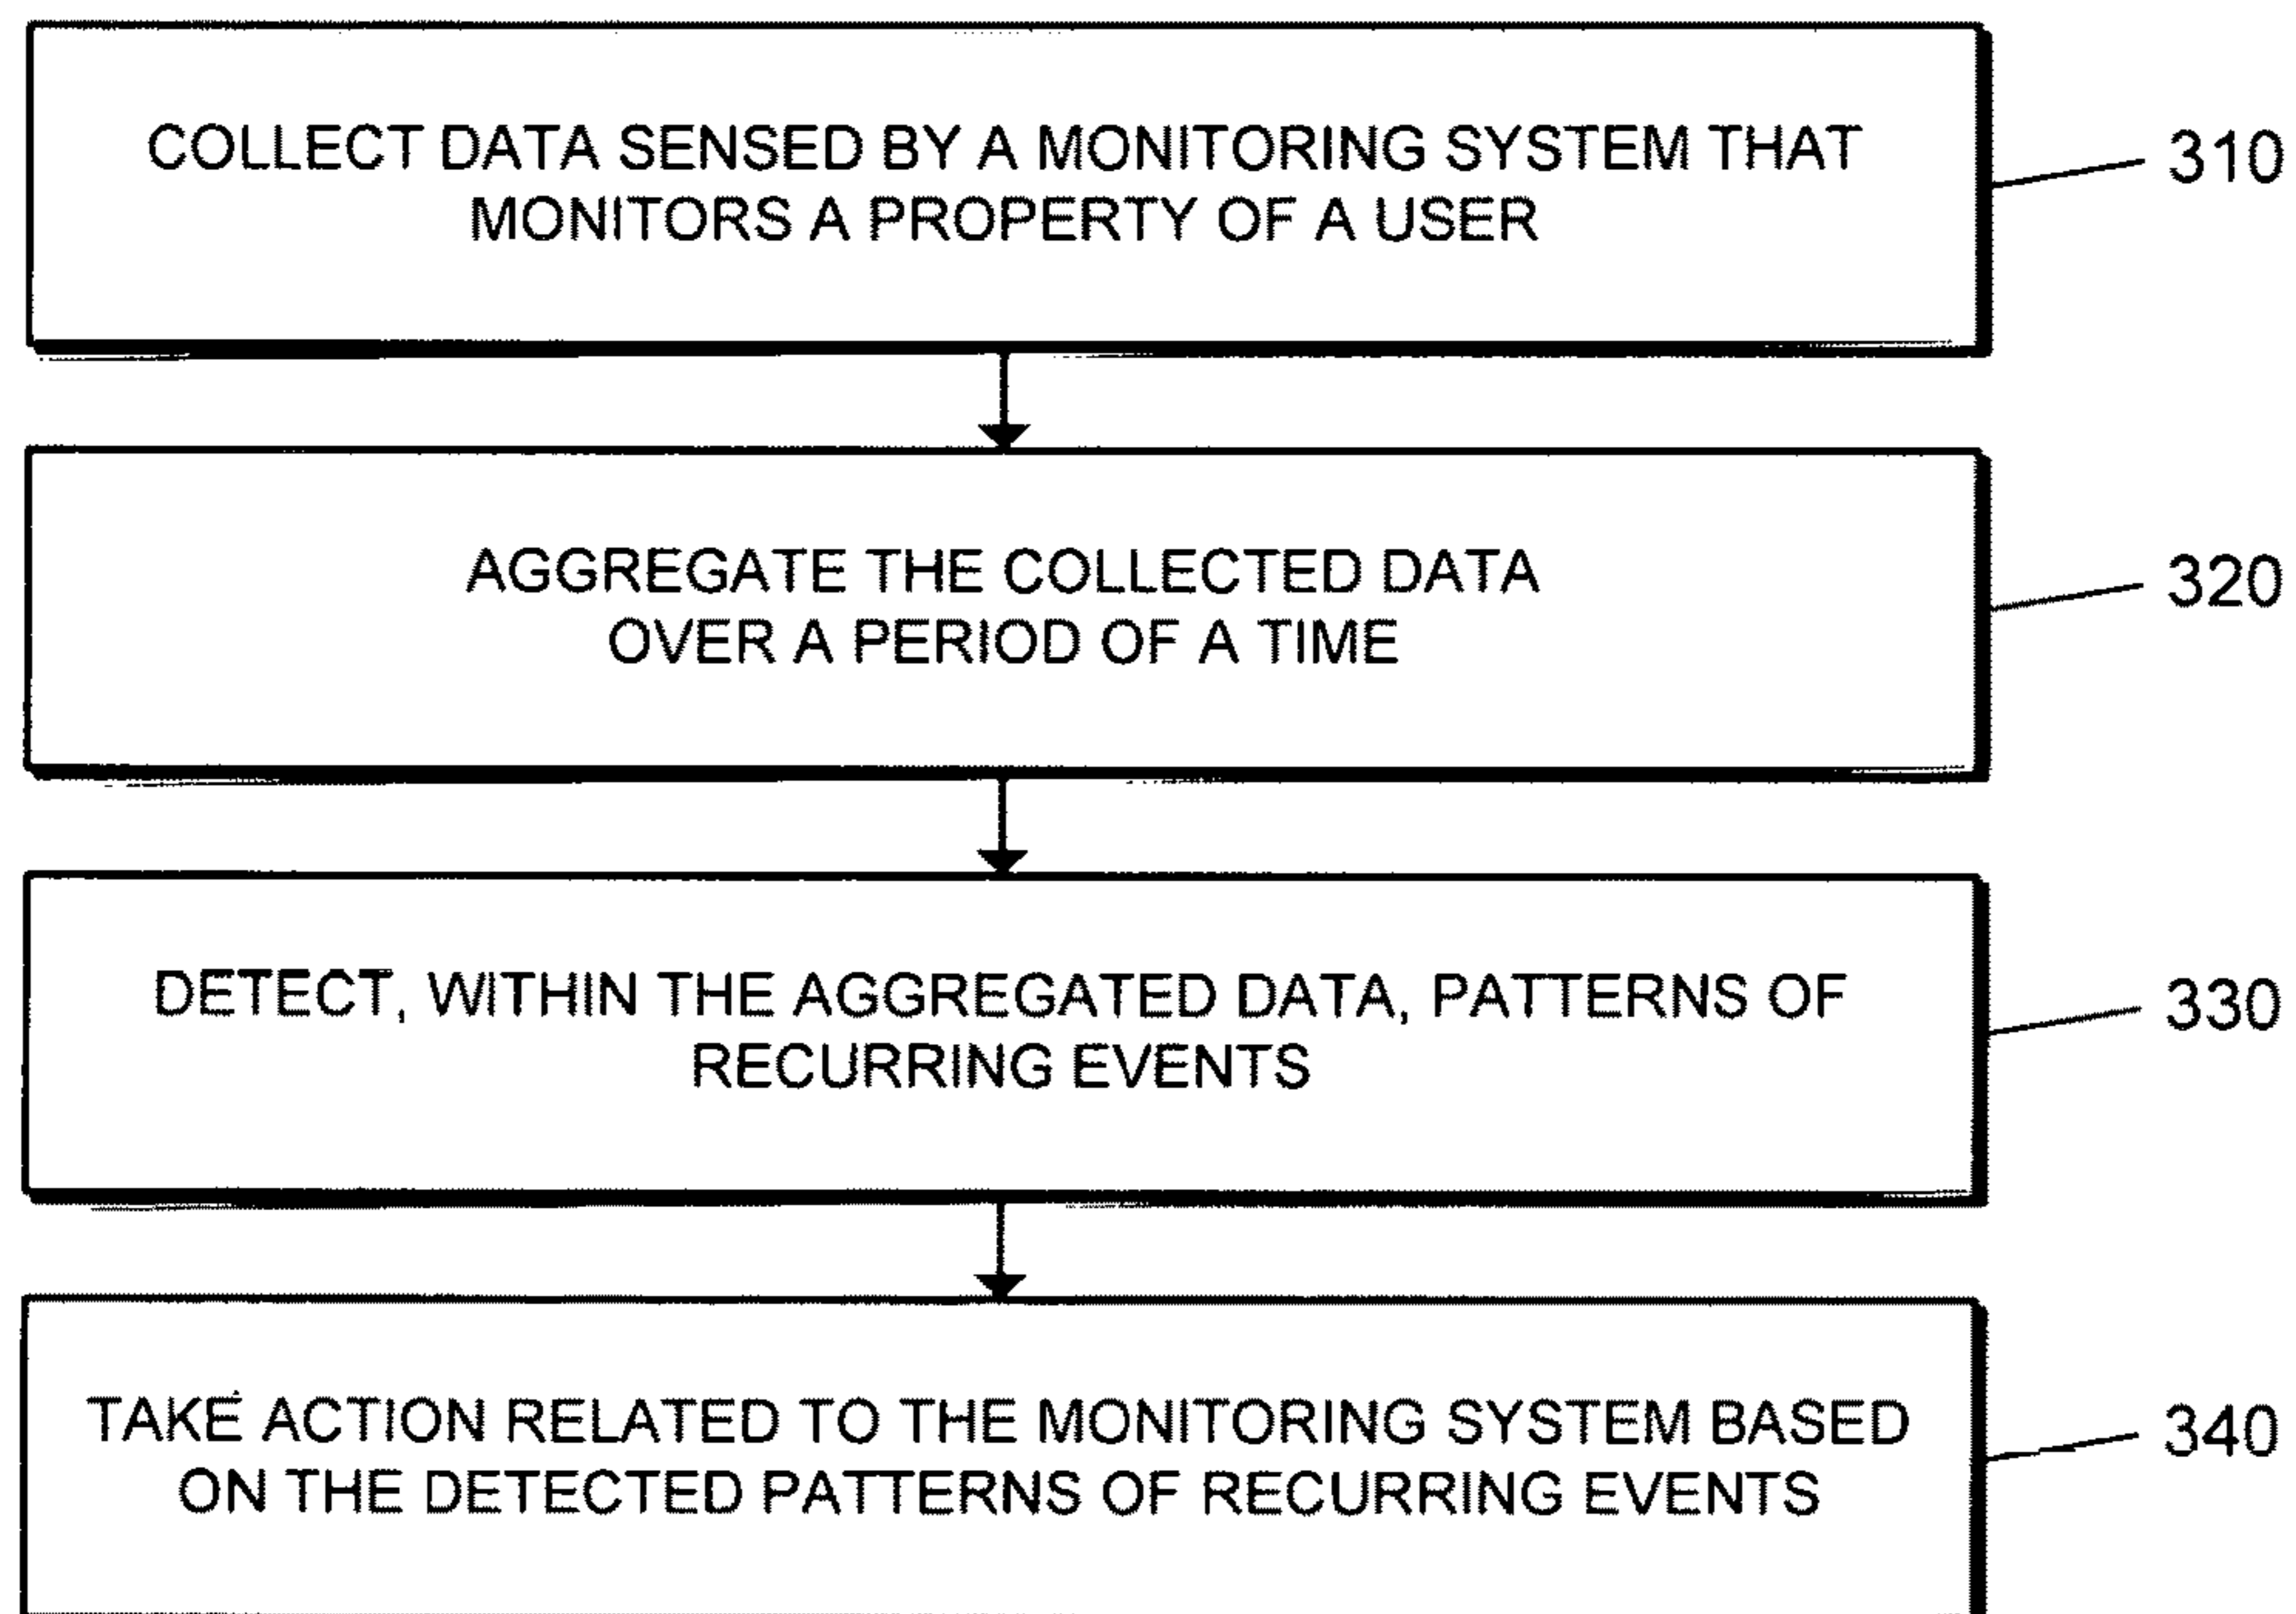 COLLECT DATA SENSED BY A MONITORING SYSTEM THAT
MONITORS A PROPERTY OF A USER
310
AGGREGATE THE COLLECTED DATA
OVER A PERIOD OF A TIME
320
DETECT, WITHIN THE AGGREGATED DATA, PATTERNS OF
RECURRING EVENTS
330
TAKE ACTION RELATED TO THE MONITORING SYSTEM BASED
ON THE DETECTED PATTERNS OF RECURRING EVENTS
340